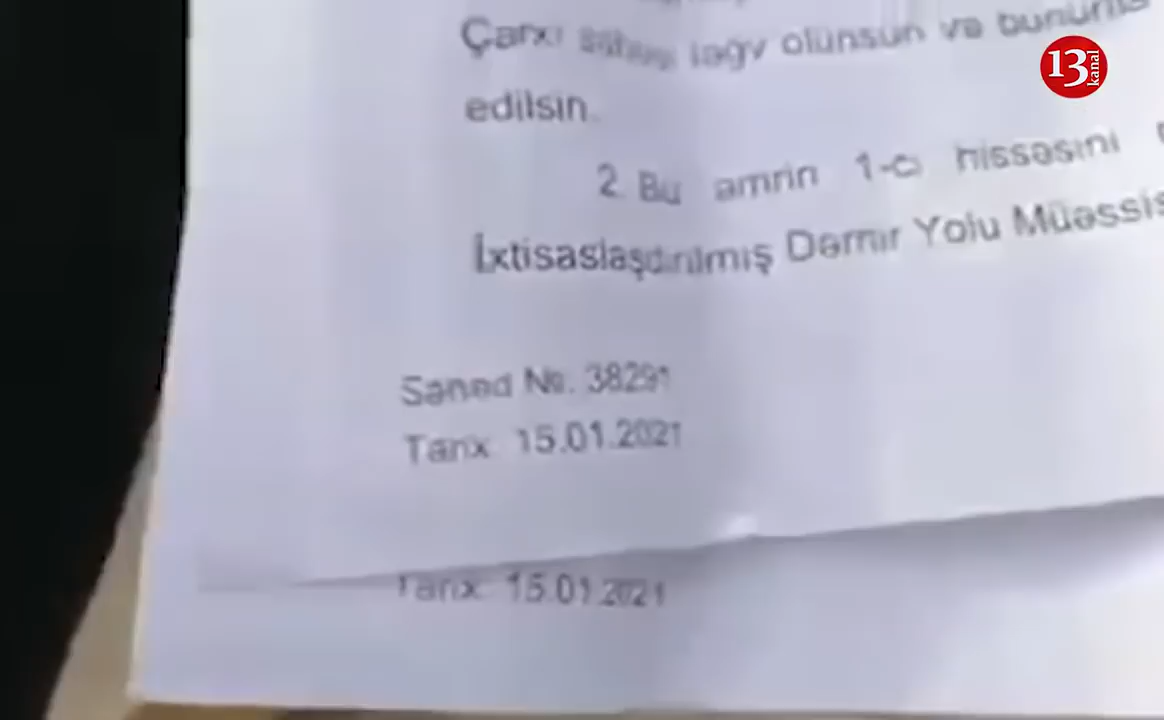 Çarxı sahəsi ləğv olunsun və bununla
edilsin.
2. Bu əmrin 1-ci hissəsini
İxtisaslaşdırılmış Dəmir Yolu Müəssis
Sənəd №: 38291
Tarix: 15.01.2021
Tarix: 15.01.2021
13 kanal